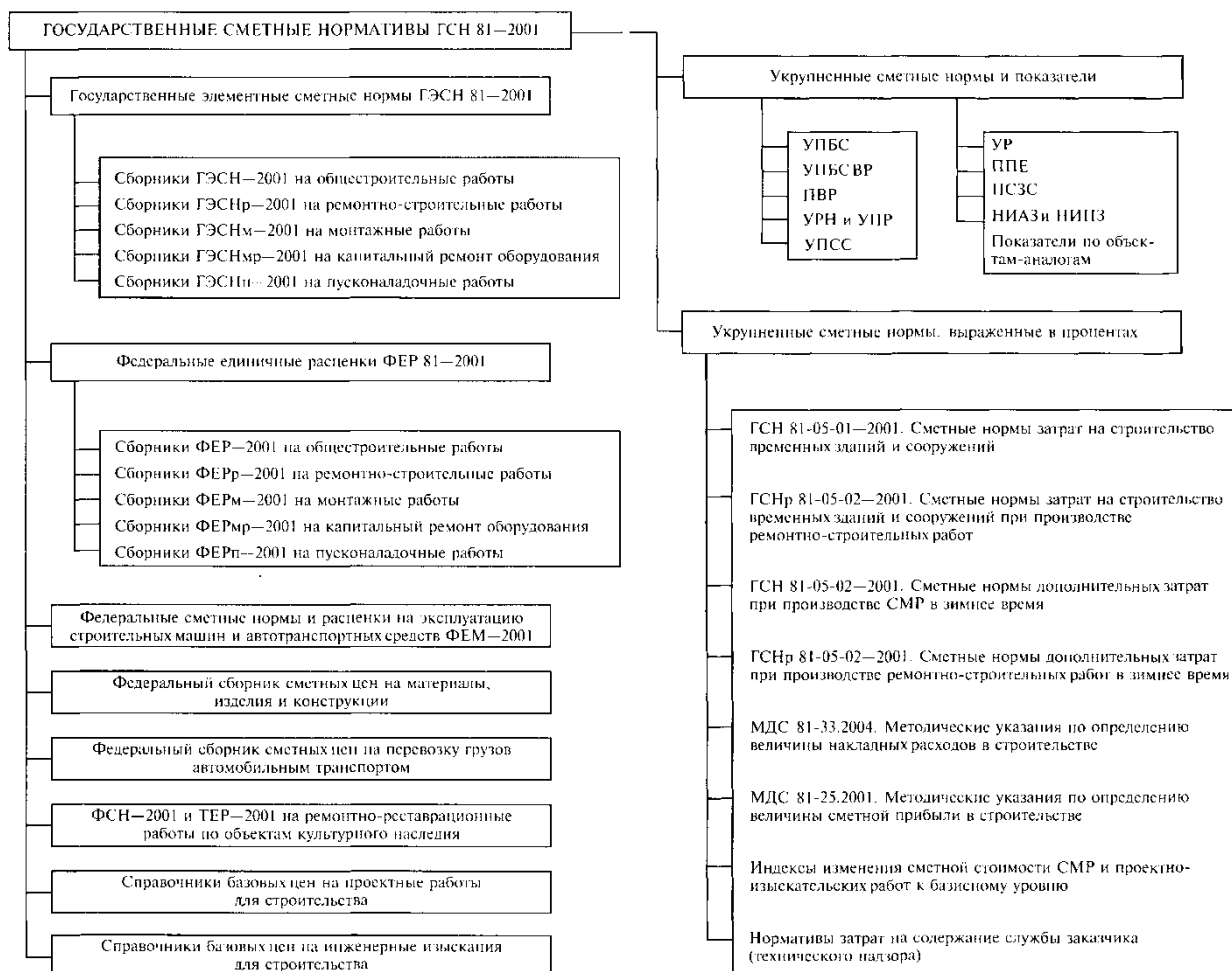 ГОСУДАРСТВЕННЫЕ СМЕТНЫЕ НОРМАТИВЫ ГСН 81—2001
Государственные элементные сметные нормы ГЭСН 81—2001
Сборники ГЭСН—2001 на общестроительные работы
Сборники ГЭСНр—2001 на ремонтно-строительные работы
Сборники ГЭСНм—2001 на монтажные работы
Сборники ГЭСНмр—2001 на капитальный ремонт оборудования
Сборники ГЭСНп—2001 на пусконаладочные работы
Федеральные единичные расценки ФЕР 81—2001
Сборники ФЕР—2001 на общестроительные работы
Сборники ФЕРр—2001 на ремонтно-строительные работы
Сборники ФЕРм—2001 на монтажные работы
Сборники ФЕРмр—2001 на капитальный ремонт оборудования
Сборники ФЕРп—2001 на пусконаладочные работы
Федеральные сметные нормы и расценки на эксплуатацию
строительных машин и автотранспортных средств ФЕМ—2001
Федеральный сборник сметных цен на материалы,
изделия и конструкции
Федеральный сборник сметных цен на перевозку грузов
автомобильным транспортом
ФСН—2001 и ТЕР—2001 на ремонтно-реставрационные
работы по объектам культурного наследия
Справочники базовых цен на проектные работы
для строительства
Справочники базовых цен на инженерные изыскания
для строительства
Укрупненные сметные нормы и показатели
УПБС
УПБС ВР
ПВР
УРН и УПР
УПСС
УР
ППЕ
ПСЗС
НИАЗ и НИПЗ
Показатели по объек-
там-аналогам
Укрупненные сметные нормы, выраженные в процентах
ГСН 81-05-01—2001. Сметные нормы затрат на строительство
временных зданий и сооружений
ГСНр 81-05-02—2001. Сметные нормы затрат на строительство
временных зданий и сооружений при производстве
ремонтно-строительных работ
ГСН 81-05-02—2001. Сметные нормы дополнительных затрат
при производстве СМР в зимнее время
ГСНр 81-05-02—2001. Сметные нормы дополнительных затрат
при производстве ремонтно-строительных работ в зимнее время
МДС 81-33.2004. Методические указания по определению
величины накладных расходов в строительстве
МДС 81-25.2001. Методические указания по определению
величины сметной прибыли в строительстве
Индексы изменения сметной стоимости СМР и проектно-
изыскательских работ к базисному уровню
Нормативы затрат на содержание службы заказчика
(технического надзора)